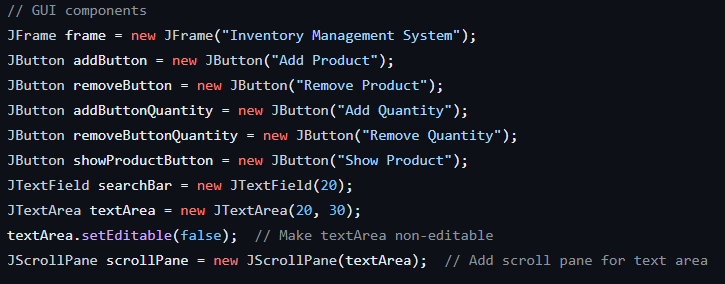 // GUI components
JFrame frame = new JFrame("Inventory Management System");
JButton addButton = new JButton("Add Product");
JButton removeButton = new JButton("Remove Product");
JButton addButtonQuantity = new JButton("Add Quantity");
JButton removeButtonQuantity = new JButton("Remove Quantity");
JButton showProductButton = new JButton("Show Product");
JTextField searchBar = new JTextField(20);
JTextArea textArea = new JTextArea(20, 30);
textArea.setEditable(false);  // Make textArea non-editable
JScrollPane scrollPane = new JScrollPane(textArea);  // Add scroll pane for text area